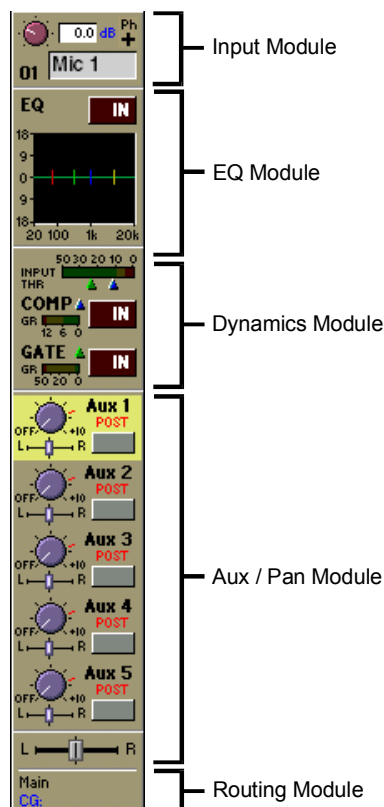 0.0 dB Ph
+
01 Mic 1
Input Module
EQ IN
18
9
0
9
18
20 100 1k 20k
EQ Module
50 30 20 10 0
INPUT
THR
COMP IN
GR
12 6 0
GATE IN
GR
50 20 0
Dynamics Module
Aux 1
POST
OFF +10
L R
Aux 2
POST
OFF +10
L R
Aux 3
POST
OFF +10
L R
Aux 4
POST
OFF +10
L R
Aux 5
POST
OFF +10
L R
Aux / Pan Module
L R
Main
CG:
Routing Module